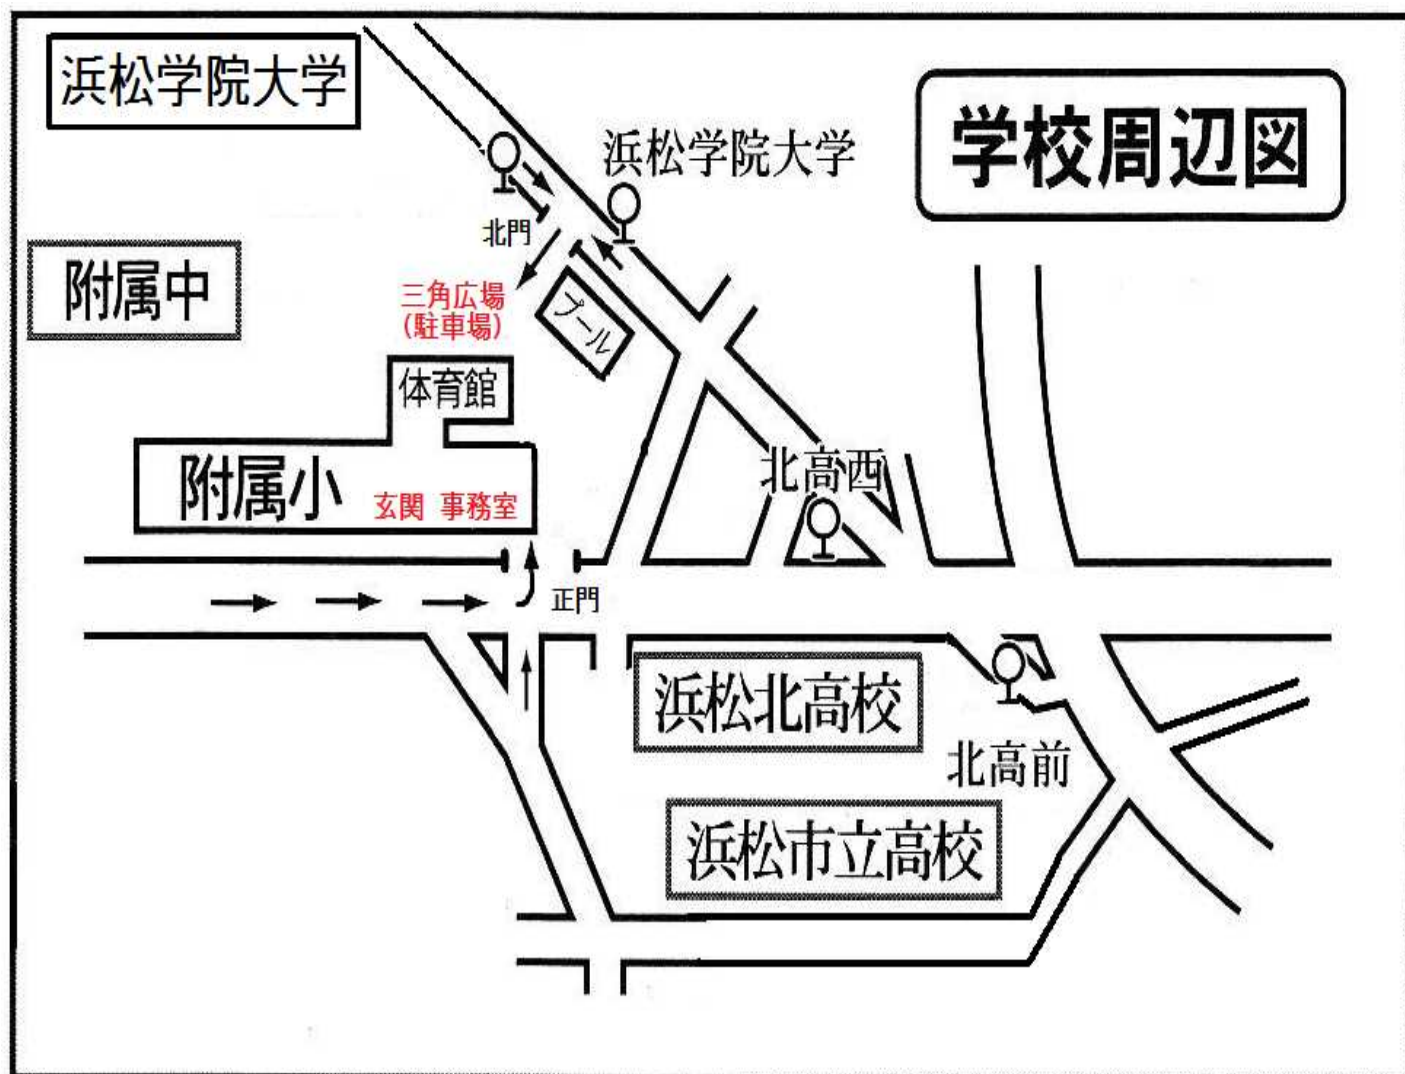 浜松学院大学
学校周辺図
浜松学院大学
北門
附属中
三角広場
(駐車場)
プール
体育館
北高西
附属小
玄関 事務室
正門
浜松北高校
北高前
浜松市立高校